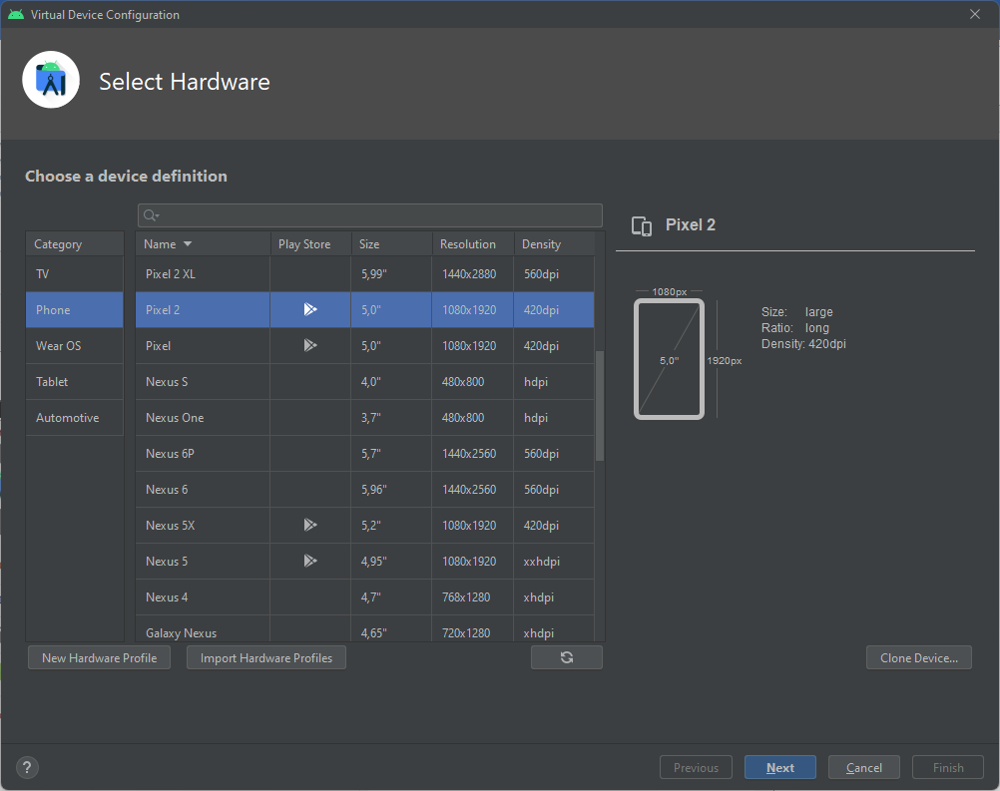 Virtual Device Configuration
Select Hardware
Choose a device definition
Category
TV
Phone
Wear OS
Tablet
Automotive
Name Play Store Size Resolution Density
Pixel 2 XL 5,99" 1440x2880 560dpi
Pixel 2 5,0" 1080x1920 420dpi
Pixel 5,0" 1080x1920 420dpi
Nexus S 4,0" 480x800 hdpi
Nexus One 3,7" 480x800 hdpi
Nexus 6P 5,7" 1440x2560 560dpi
Nexus 6 5,96" 1440x2560 560dpi
Nexus 5X 5,2" 1080x1920 420dpi
Nexus 5 4,95" 1080x1920 xxhdpi
Nexus 4 4,7" 768x1280 xhdpi
Galaxy Nexus 4,65" 720x1280 xhdpi
Pixel 2
1080px
5,0"
1920px
Size: large
Ratio: long
Density: 420dpi
New Hardware Profile
Import Hardware Profiles
Clone Device...
?
Previous
Next
Cancel
Finish